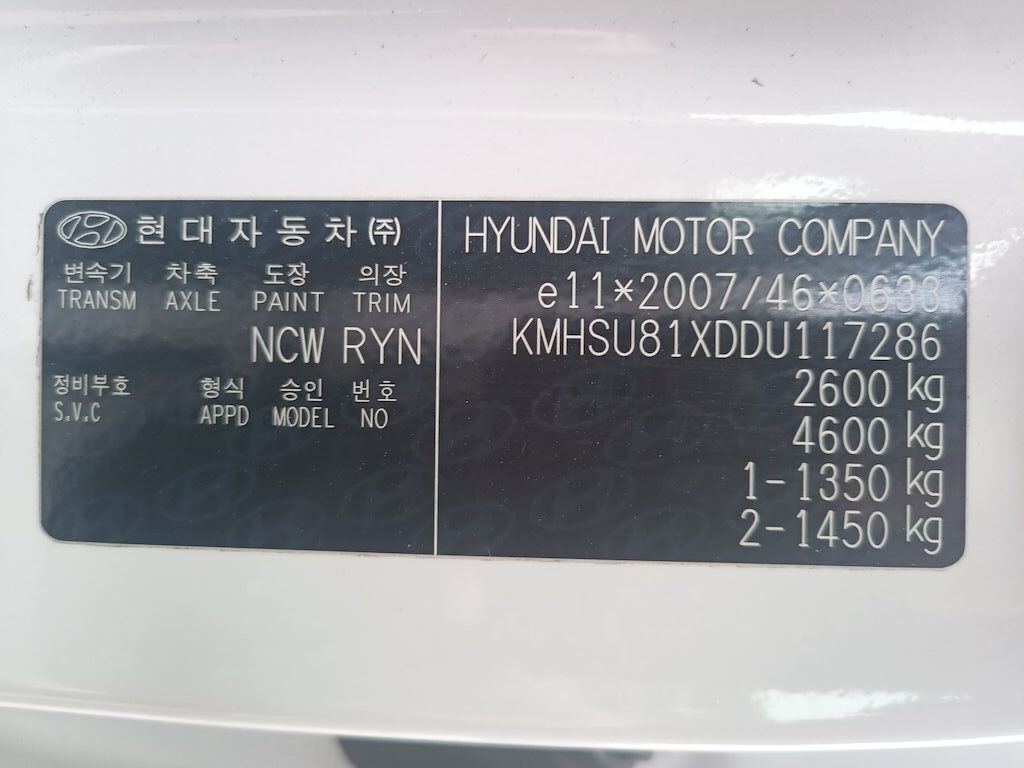 현대자동차㈜
변속기 차축 도장 의장
TRANSM AXLE PAINT TRIM
NCW RYN
정비부호 형식 승인 번호
S.V.C APPD MODEL NO
HYUNDAI MOTOR COMPANY
e11*2007/46*0633
KMHSU81XDDU117286
2600 kg
4600 kg
1-1350 kg
2-1450 kg